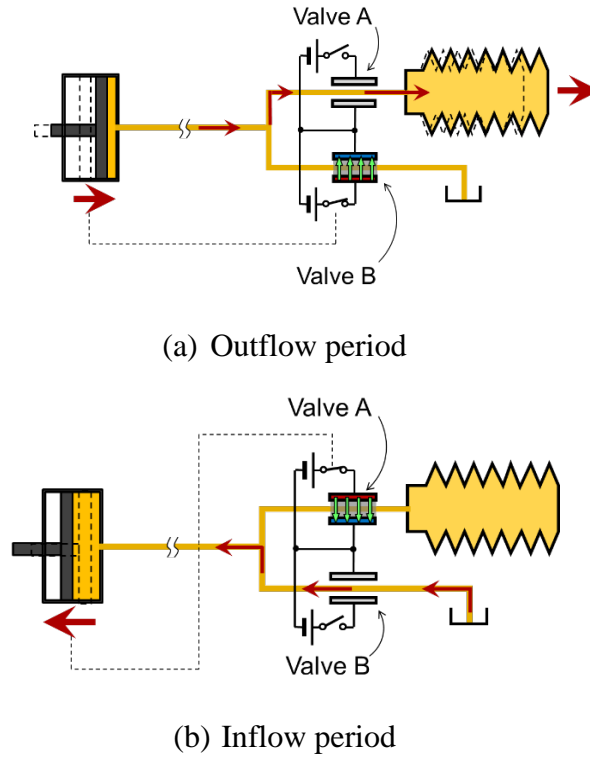 Valve A
Valve B
(a) Outflow period
Valve A
Valve B
(b) Inflow period